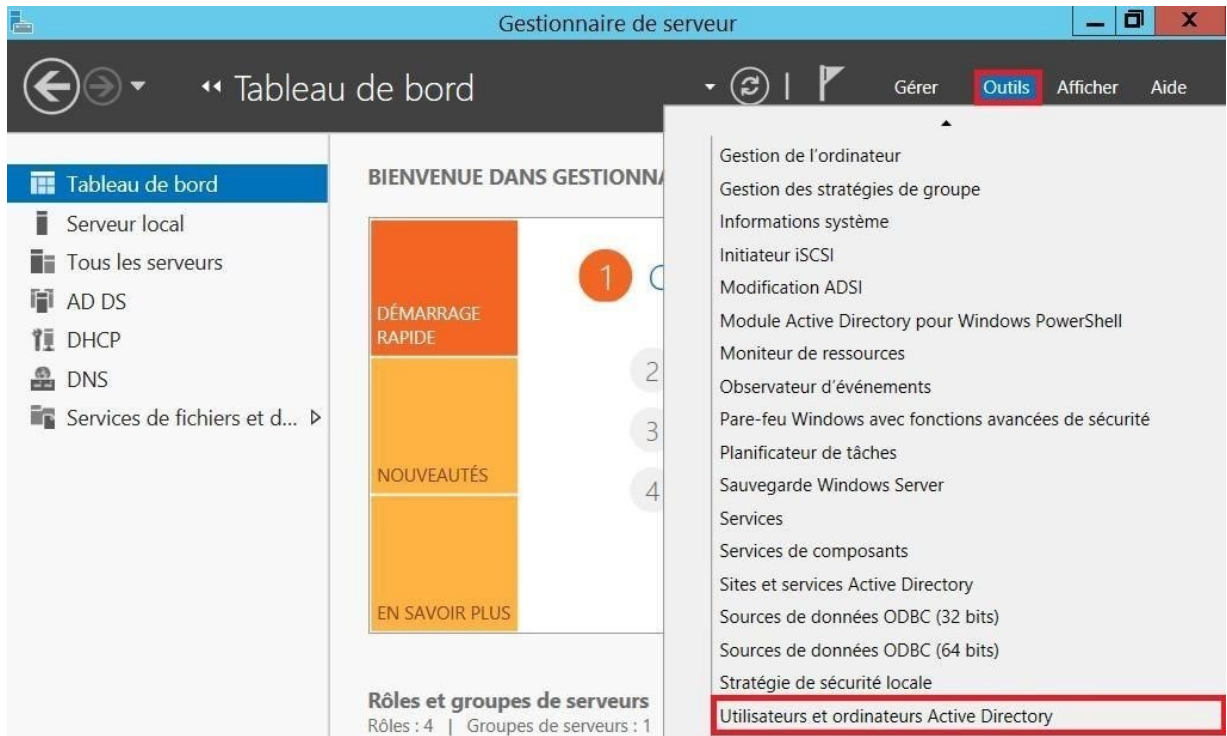 Gestionnaire de serveur
Tableau de bord
Gérer Outils Afficher Aide
Tableau de bord
Serveur local
Tous les serveurs
AD DS
DHCP
DNS
Services de fichiers et d...
BIENVENUE DANS GESTIONNA
DÉMARRAGE
RAPIDE
NOUVEAUTÉS
EN SAVOIR PLUS
1 C
2
3
4
Rôles et groupes de serveurs
Rôles : 4 | Groupes de serveurs : 1
Gestion de l'ordinateur
Gestion des stratégies de groupe
Informations système
Initiateur iSCSI
Modification ADSI
Module Active Directory pour Windows PowerShell
Moniteur de ressources
Observateur d'événements
Pare-feu Windows avec fonctions avancées de sécurité
Planificateur de tâches
Sauvegarde Windows Server
Services
Services de composants
Sites et services Active Directory
Sources de données ODBC (32 bits)
Sources de données ODBC (64 bits)
Stratégie de sécurité locale
Utilisateurs et ordinateurs Active Directory